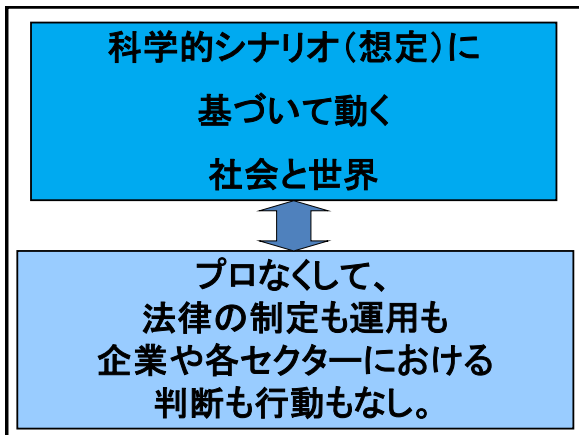 科学的シナリオ(想定)に
基づいて動く
社会と世界
プロなくして、
法律の制定も運用も
企業や各セクターにおける
判断も行動もなし。